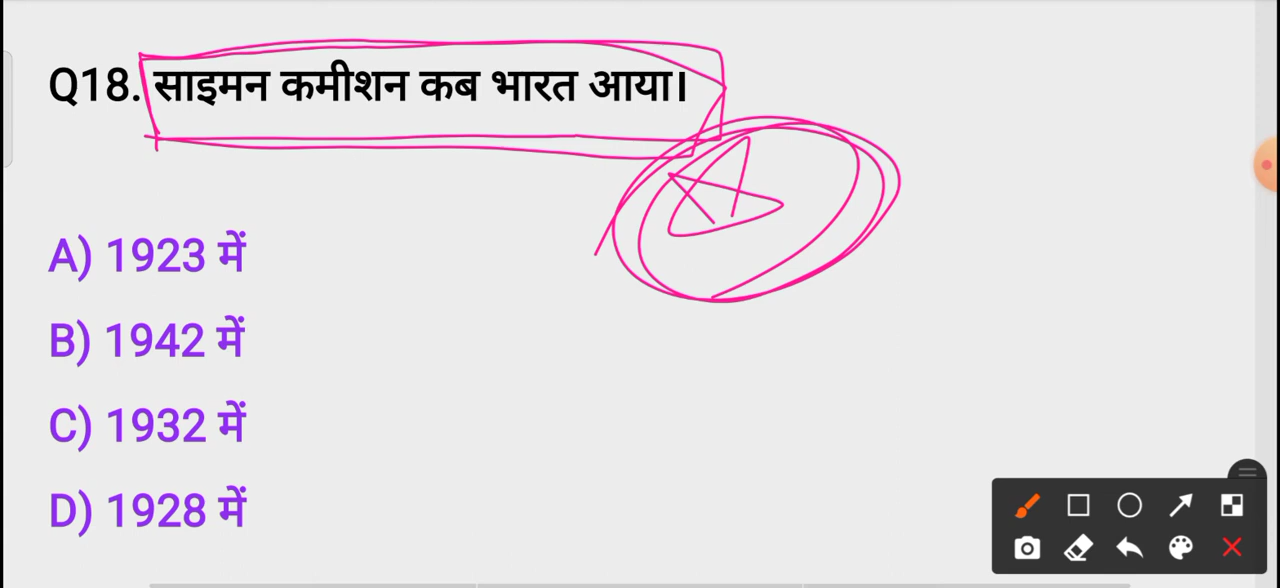 Q18. साइमन कमीशन कब भारत आया।
A) 1923 में
B) 1942 में
C) 1932 में
D) 1928 में